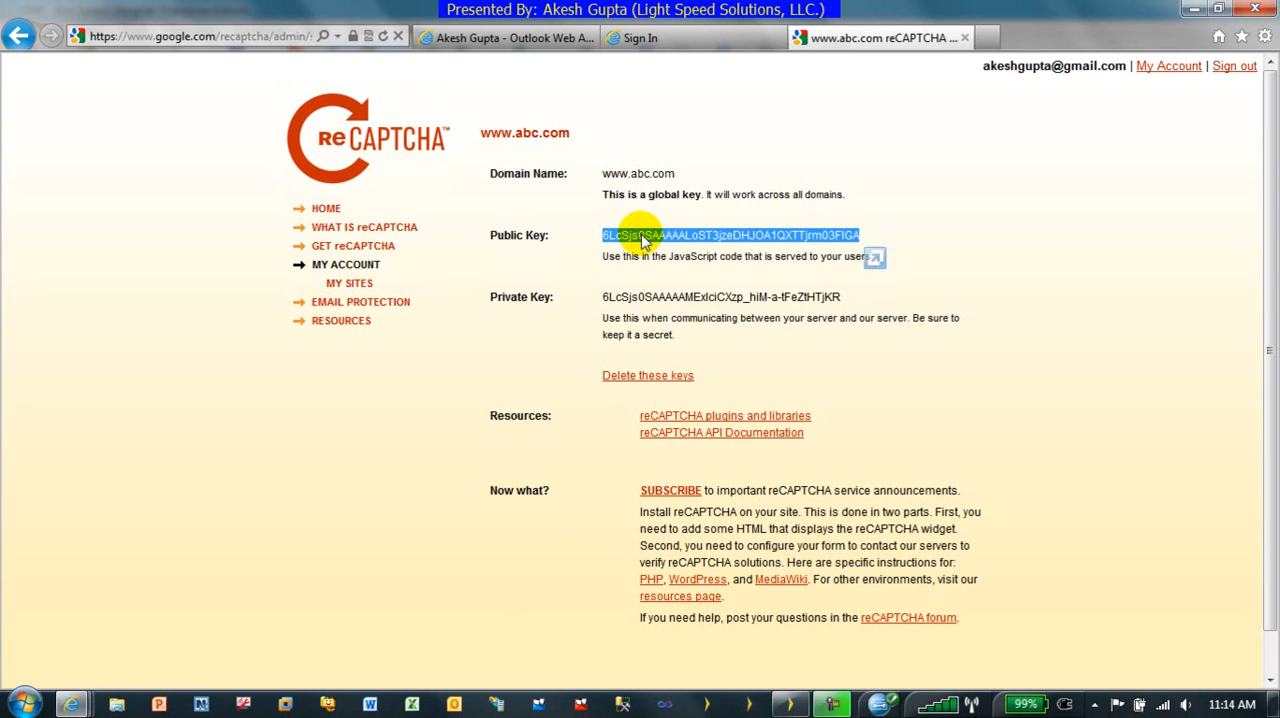 Presented By: Akesh Gupta (Light Speed Solutions, LLC.)
https://www.google.com/recaptcha/admin/
Akesh Gupta - Outlook Web A...
Sign In
www.abc.com reCAPTCHA ...
akeshgupta@gmail.com | My Account | Sign out
reCAPTCHA™
www.abc.com
Domain Name: www.abc.com
This is a global key. It will work across all domains.
HOME
WHAT IS reCAPTCHA
Public Key: 6LcSjs0SAAAAALoST3jzeDHJOA1QXTTjrm03FIGA
GET reCAPTCHA
Use this in the JavaScript code that is served to your users
MY ACCOUNT
MY SITES
Private Key: 6LcSjs0SAAAAAMExIciCXzp_hiM-a-tFeZtHTjKR
EMAIL PROTECTION
RESOURCES
Use this when communicating between your server and our server. Be sure to
keep it a secret.
Delete these keys
Resources: reCAPTCHA plugins and libraries
reCAPTCHA API Documentation
Now what? SUBSCRIBE to important reCAPTCHA service announcements.
Install reCAPTCHA on your site. This is done in two parts. First, you
need to add some HTML that displays the reCAPTCHA widget.
Second, you need to configure your form to contact our servers to
verify reCAPTCHA solutions. Here are specific instructions for:
PHP, WordPress, and MediaWiki. For other environments, visit our
resources page.
If you need help, post your questions in the reCAPTCHA forum.
99%
11:14 AM